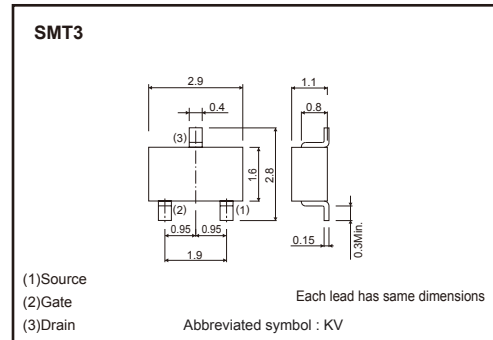 SMT3
2.9
1.1
0.4
0.8
(3)
1.6
2.8
(2)
(1)
0.95
0.95
0.15
0.3Min.
1.9
(1)Source
(2)Gate
Each lead has same dimensions
(3)Drain
Abbreviated symbol : KV